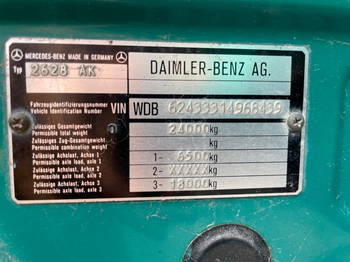 MERCEDES-BENZ MADE IN GERMANY
Typ 2628 AK
DAIMLER-BENZ AG.
Fahrzeugidentifizierungsnummer
Vehicle Identification Number
VIN WDB 62433314966439
Zulässiges Gesamtgewicht
Permissible total weight
24000kg
Zulässiges Zug-Gesamtgewicht
Permissible combination weight
kg
Zulässige Achslast, Achse 1
Permissible axle load, axle 1
1- 6500kg
Zulässige Achslast, Achse 2
Permissible axle load, axle 2
2- XXXXXkg
Zulässige Achslast, Achse 3
Permissible axle load, axle 3
3- 18000kg